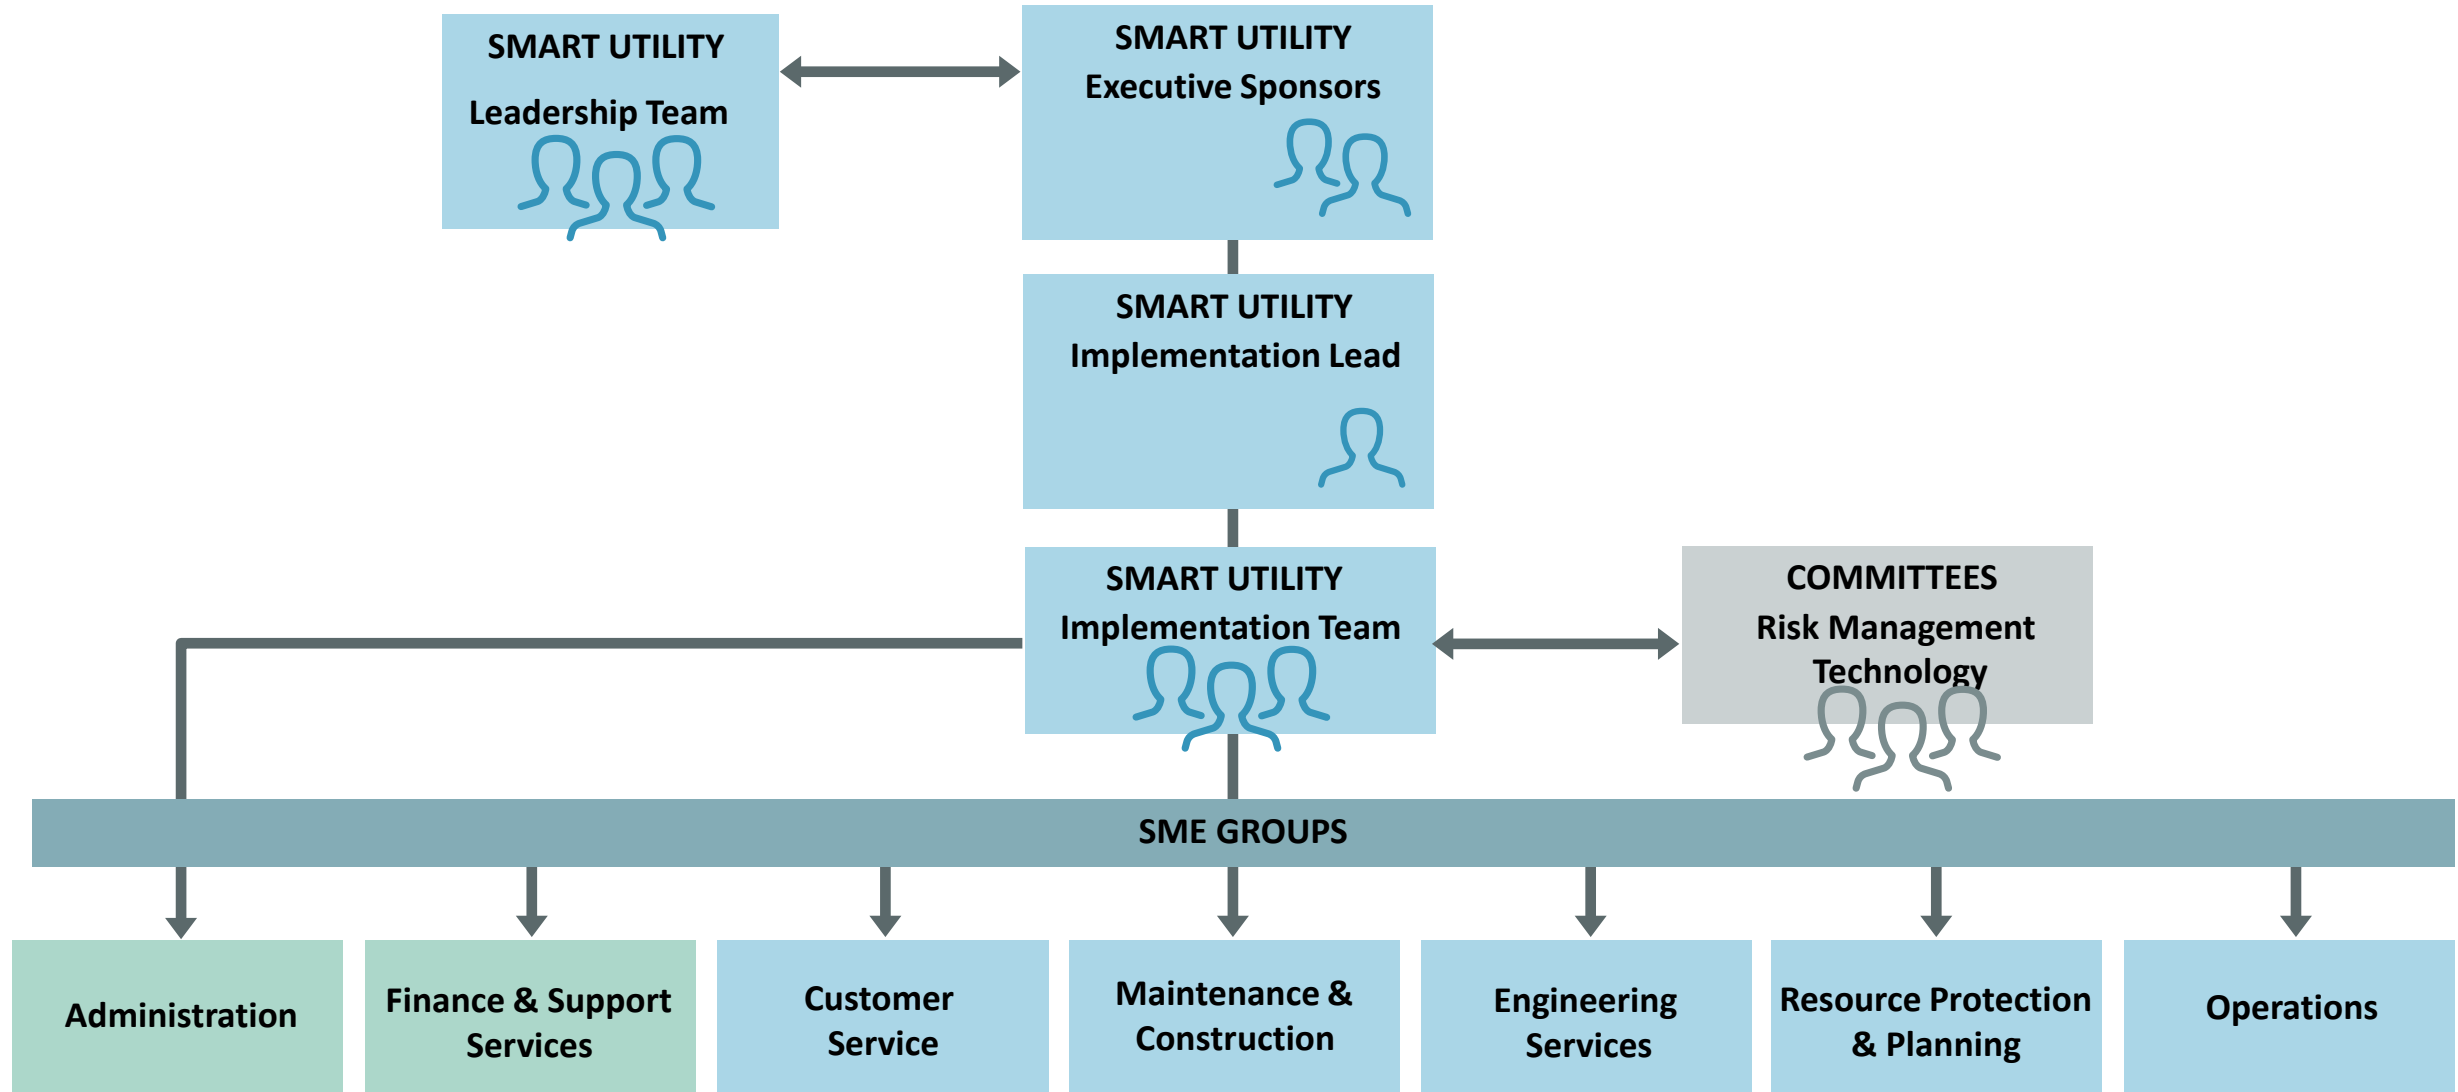 SMART UTILITY
Leadership Team
SMART UTILITY
Executive Sponsors
SMART UTILITY
Implementation Lead
SMART UTILITY
Implementation Team
COMMITTEES
Risk Management
Technology
SME GROUPS
Administration
Finance & Support
Services
Customer
Service
Maintenance &
Construction
Engineering
Services
Resource Protection
& Planning
Operations